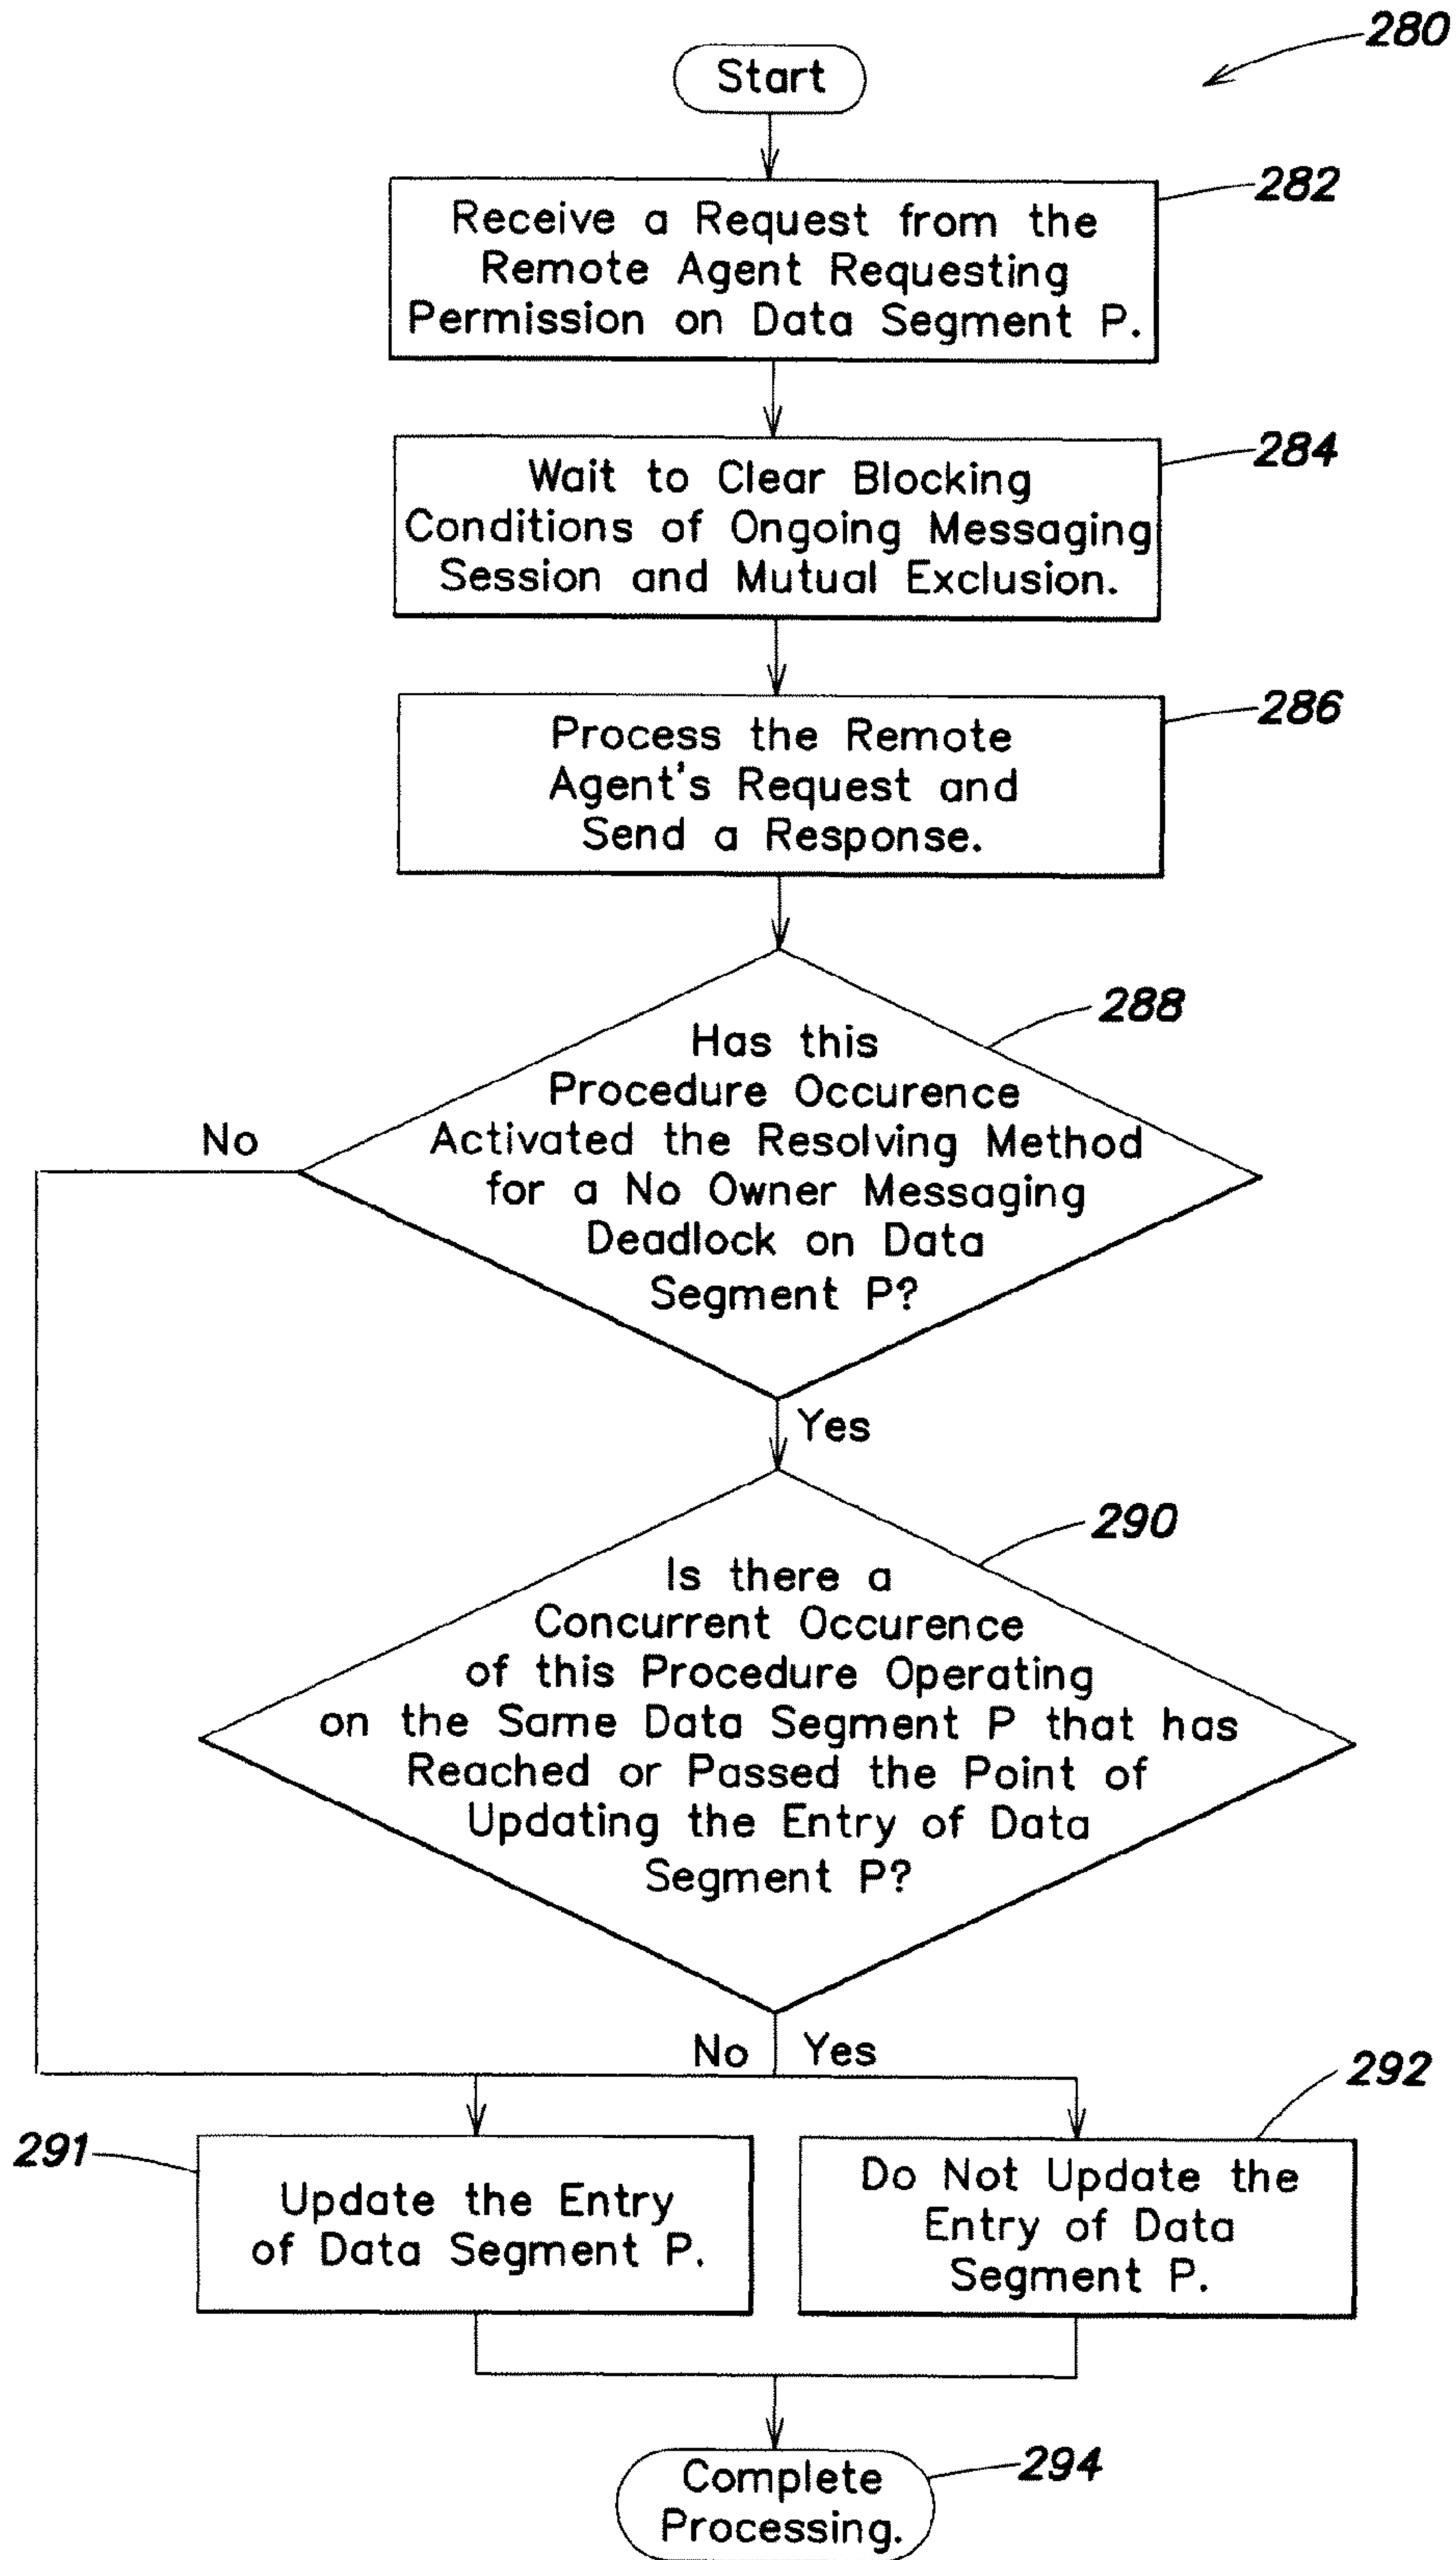 280
Start
282
Receive a Request from the
Remote Agent Requesting
Permission on Data Segment P.
284
Wait to Clear Blocking
Conditions of Ongoing Messaging
Session and Mutual Exclusion.
286
Process the Remote
Agent's Request and
Send a Response.
288
Has this
Procedure Occurence
Activated the Resolving Method
for a No Owner Messaging
Deadlock on Data
Segment P?
No
Yes
290
Is there a
Concurrent Occurence
of this Procedure Operating
on the Same Data Segment P that has
Reached or Passed the Point of
Updating the Entry of Data
Segment P?
No Yes
291
Update the Entry
of Data Segment P.
292
Do Not Update the
Entry of Data
Segment P.
294
Complete
Processing.